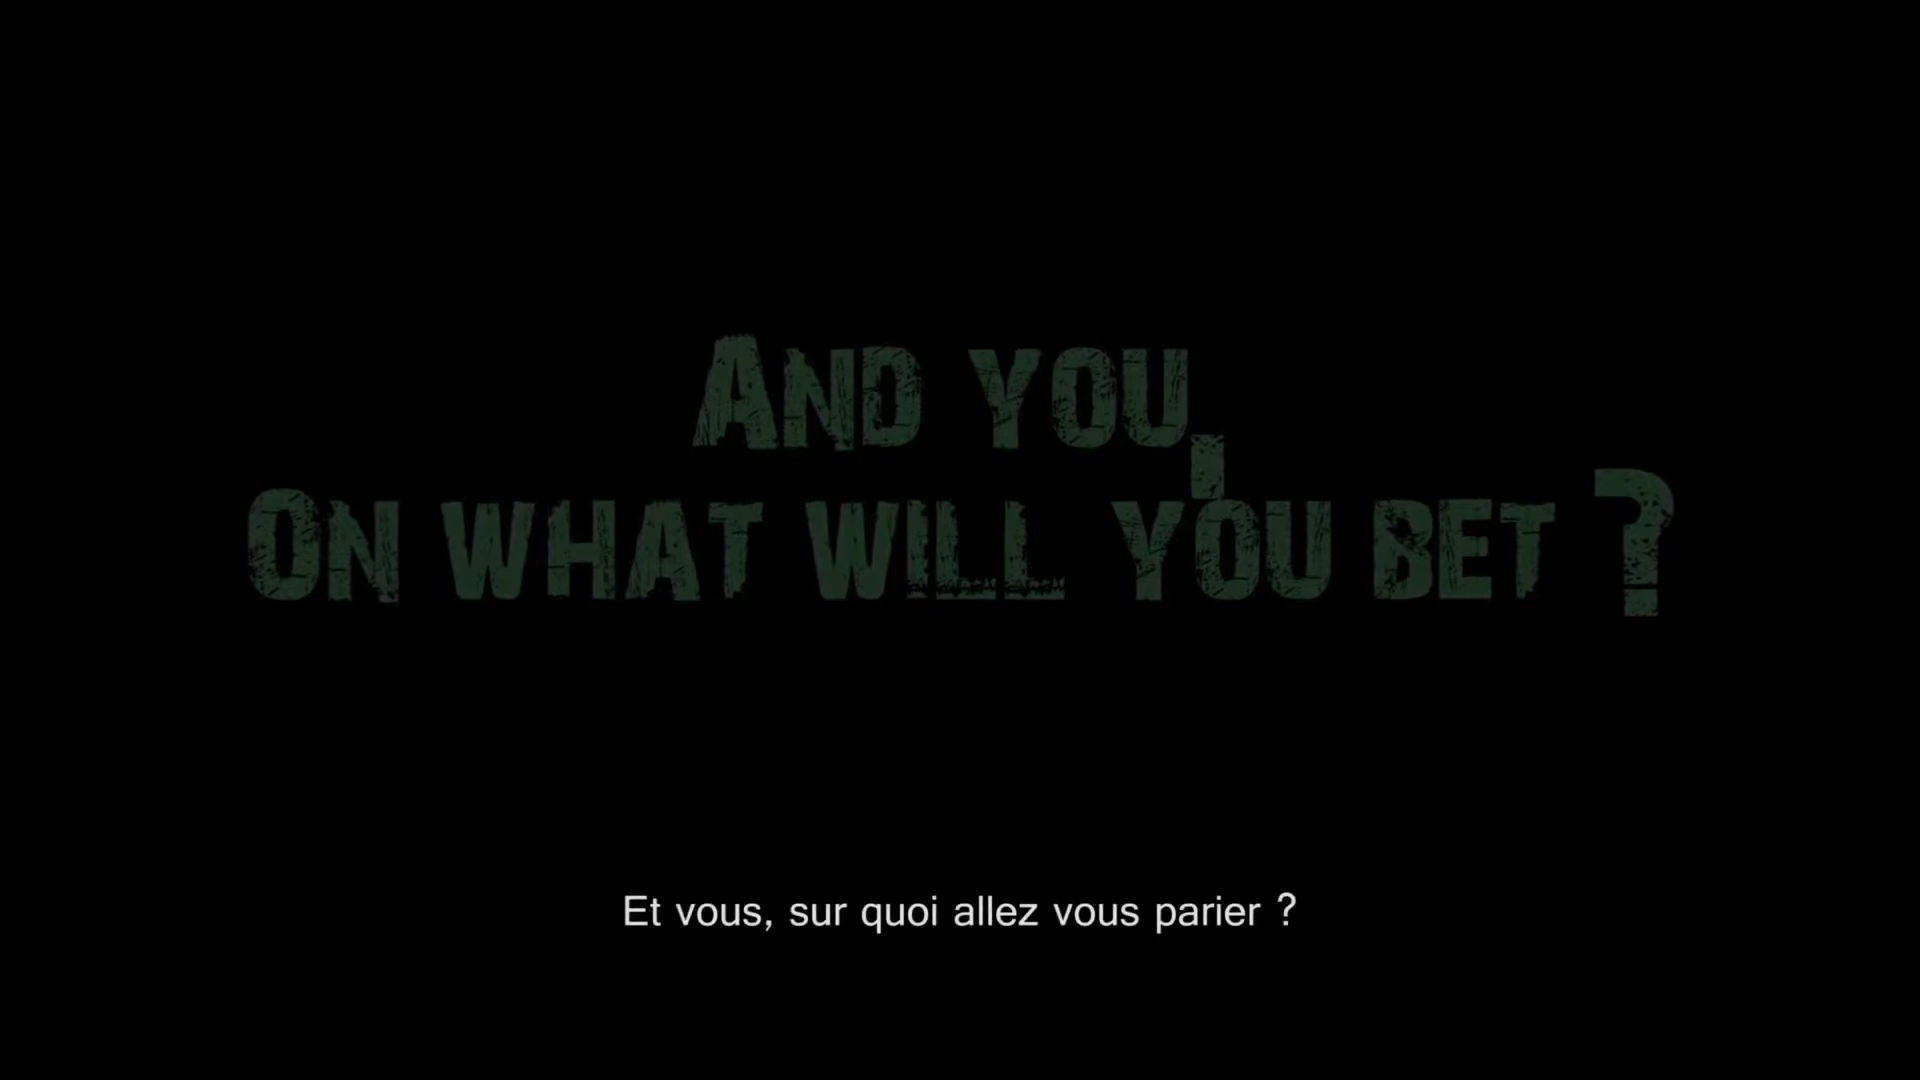 And you,
On what will you bet ?
Et vous, sur quoi allez vous parier ?